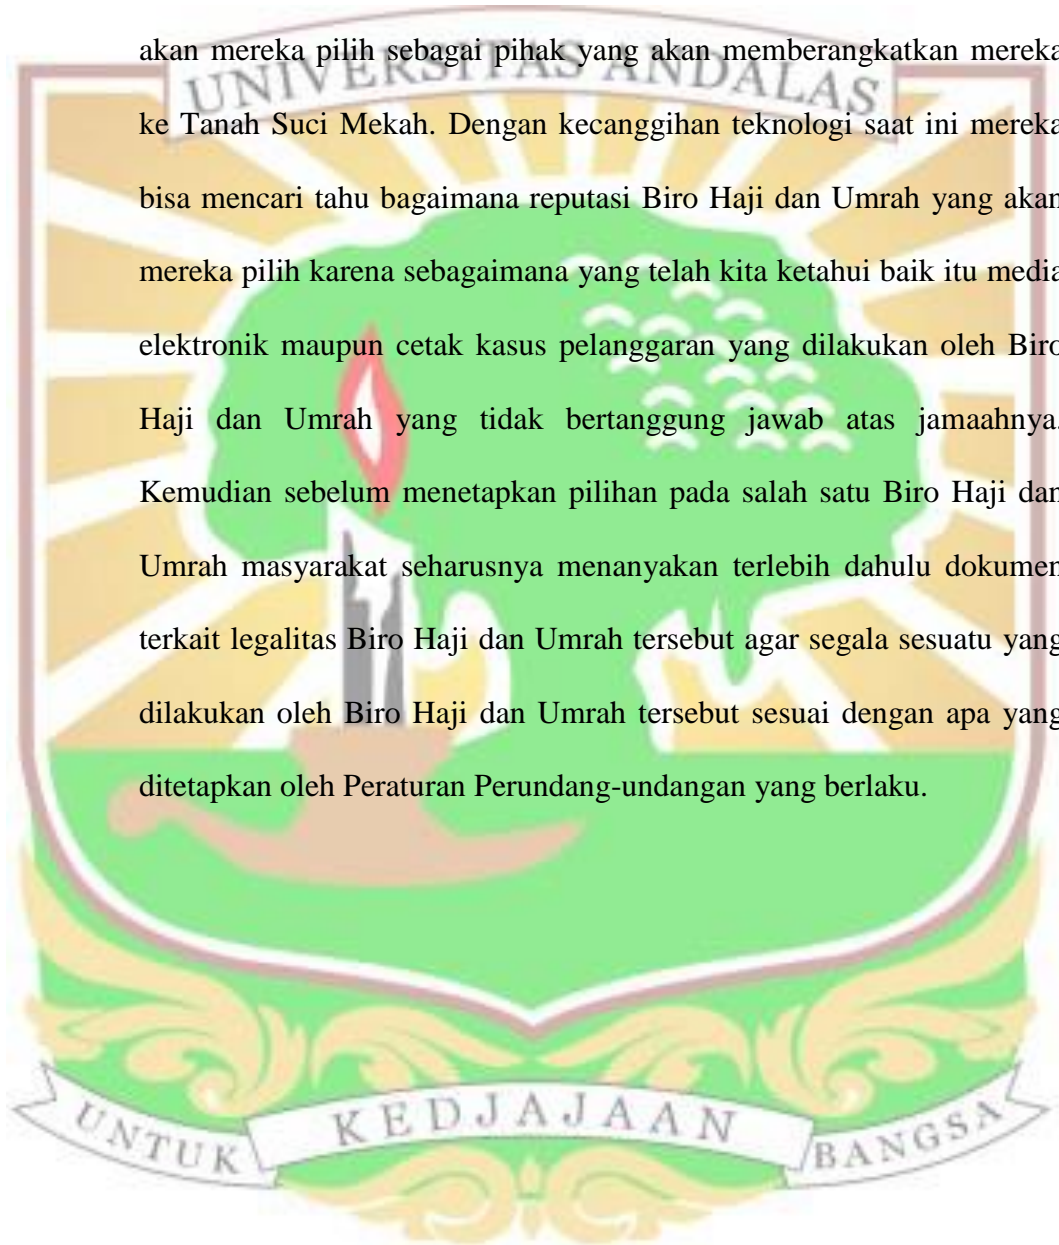 akan mereka pilih sebagai pihak yang akan memberangkatkan mereka
UNIVERSITAS ANDALAS
ke Tanah Suci Mekah. Dengan kecanggihan teknologi saat ini mereka
bisa mencari tahu bagaimana reputasi Biro Haji dan Umrah yang akan
mereka pilih karena sebagaimana yang telah kita ketahui baik itu media
elektronik maupun cetak kasus pelanggaran yang dilakukan oleh Biro
Haji dan Umrah yang tidak bertanggung jawab atas jamaahnya.
Kemudian sebelum menetapkan pilihan pada salah satu Biro Haji dan
Umrah masyarakat seharusnya menanyakan terlebih dahulu dokumen
terkait legalitas Biro Haji dan Umrah tersebut agar segala sesuatu yang
dilakukan oleh Biro Haji dan Umrah tersebut sesuai dengan apa yang
ditetapkan oleh Peraturan Perundang-undangan yang berlaku.
UNTUK KEDJAJAAN BANGSA